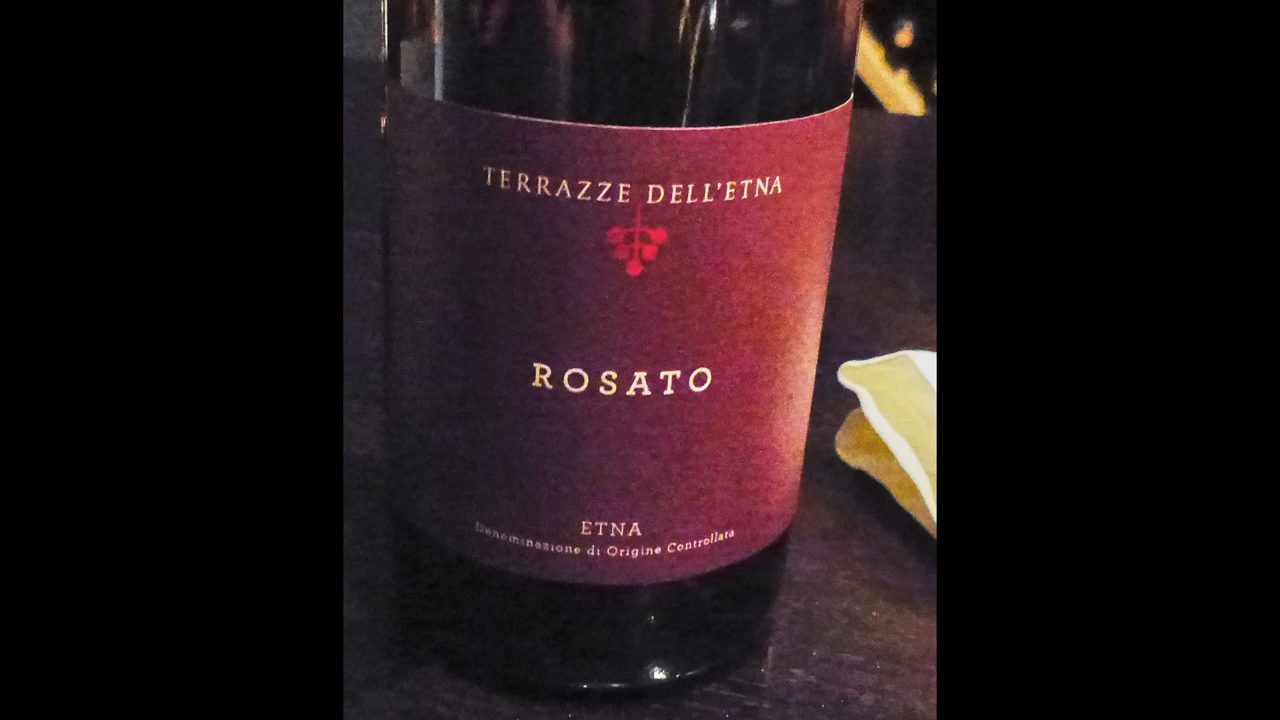 TERRAZZE DELL'ETNA
ROSATO
ETNA
Denominazione di Origine Controllata